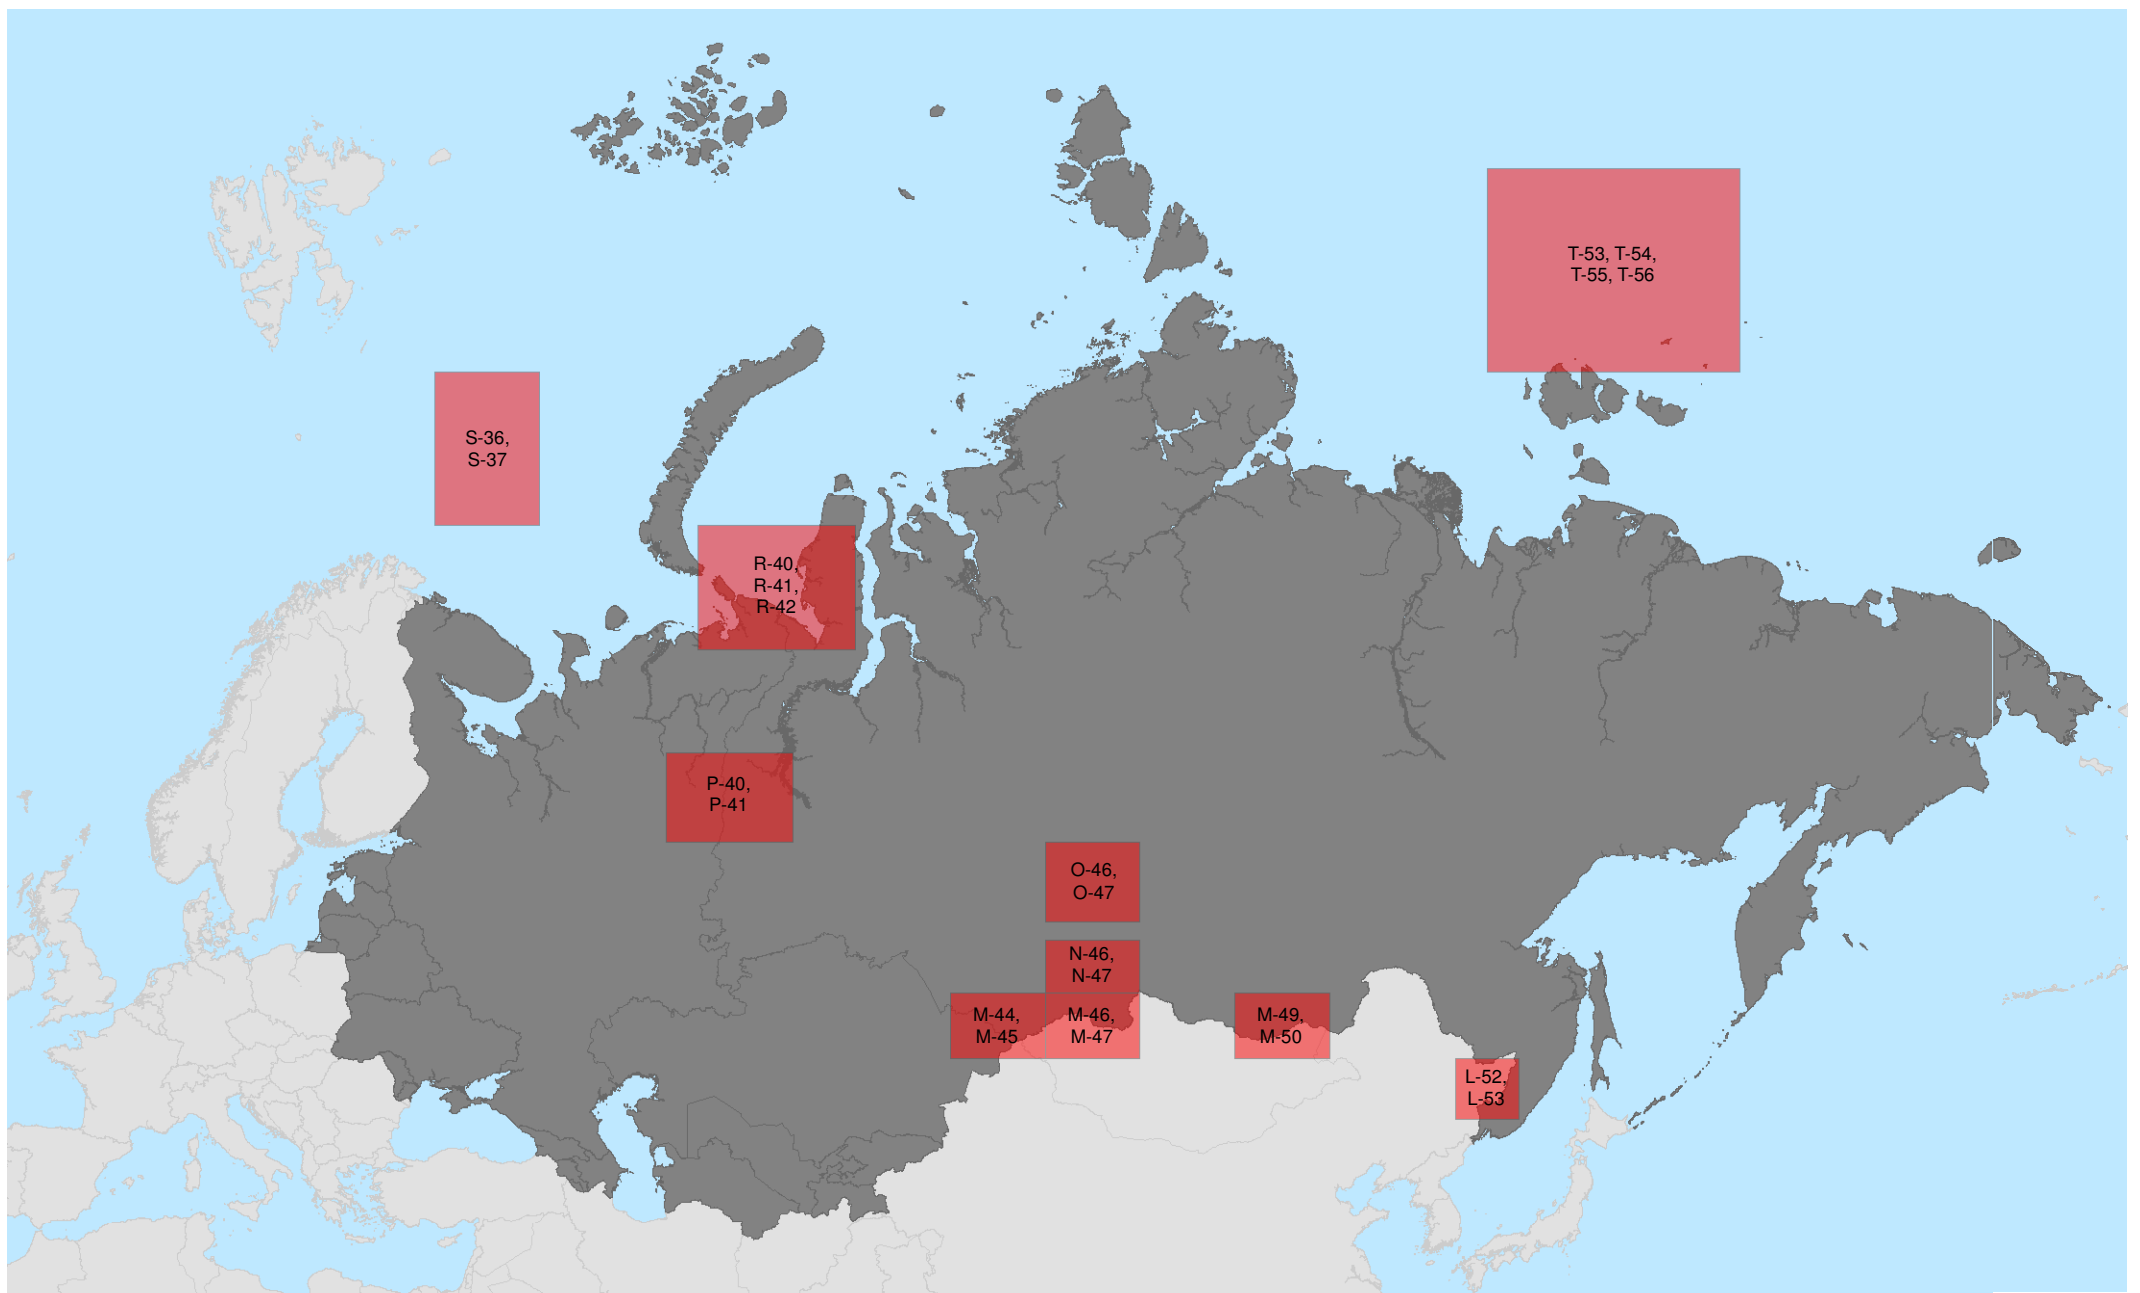 T-53, T-54,
T-55, T-56
S-36,
S-37
R-40,
R-41,
R-42
P-40,
P-41
O-46,
O-47
N-46,
N-47
M-44,
M-45
M-46,
M-47
M-49,
M-50
L-52,
L-53